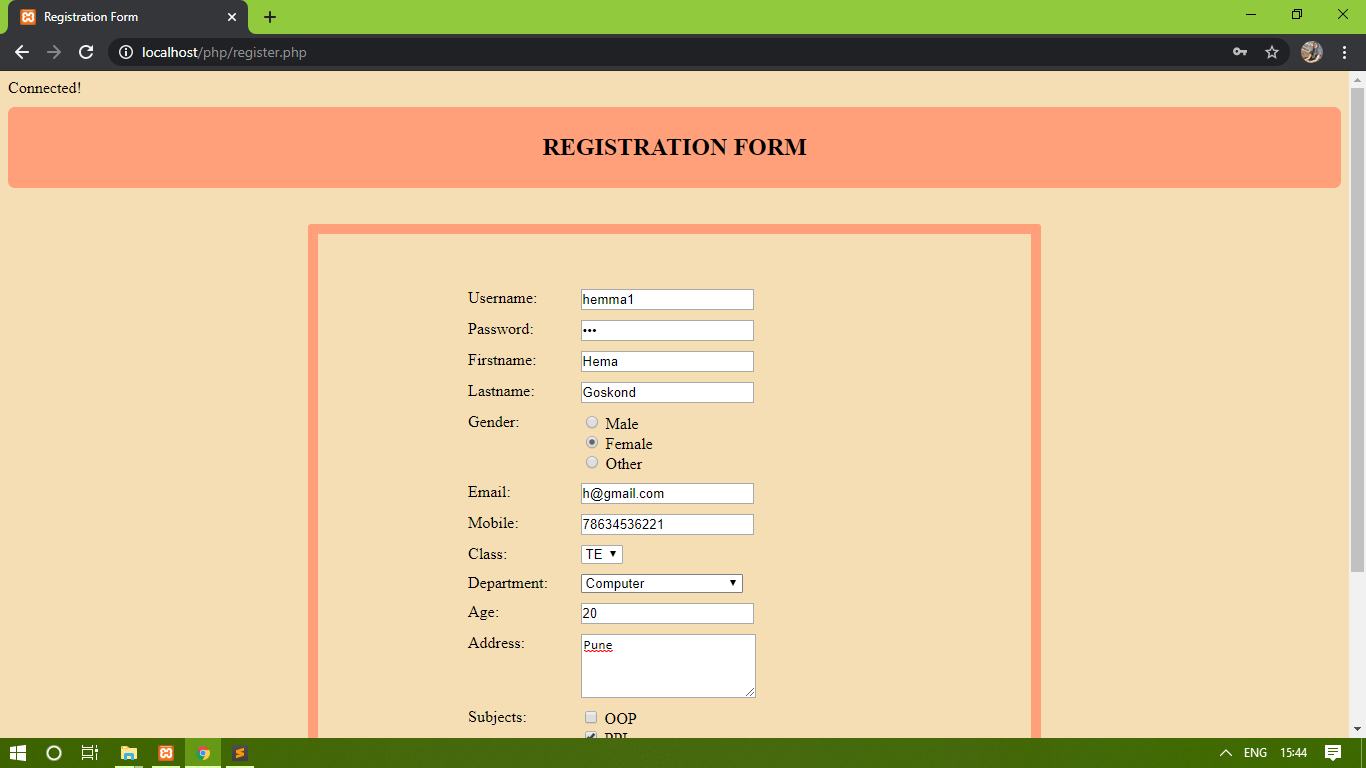 Registration Form
localhost/php/register.php
Connected!
REGISTRATION FORM
Username: hemma1
Password: •••
Firstname: Hema
Lastname: Goskond
Gender: Male
Female
Other
Email: h@gmail.com
Mobile: 78634536221
Class: TE
Department: Computer
Age: 20
Address: Pune
Subjects: OOP
ENG 15:44